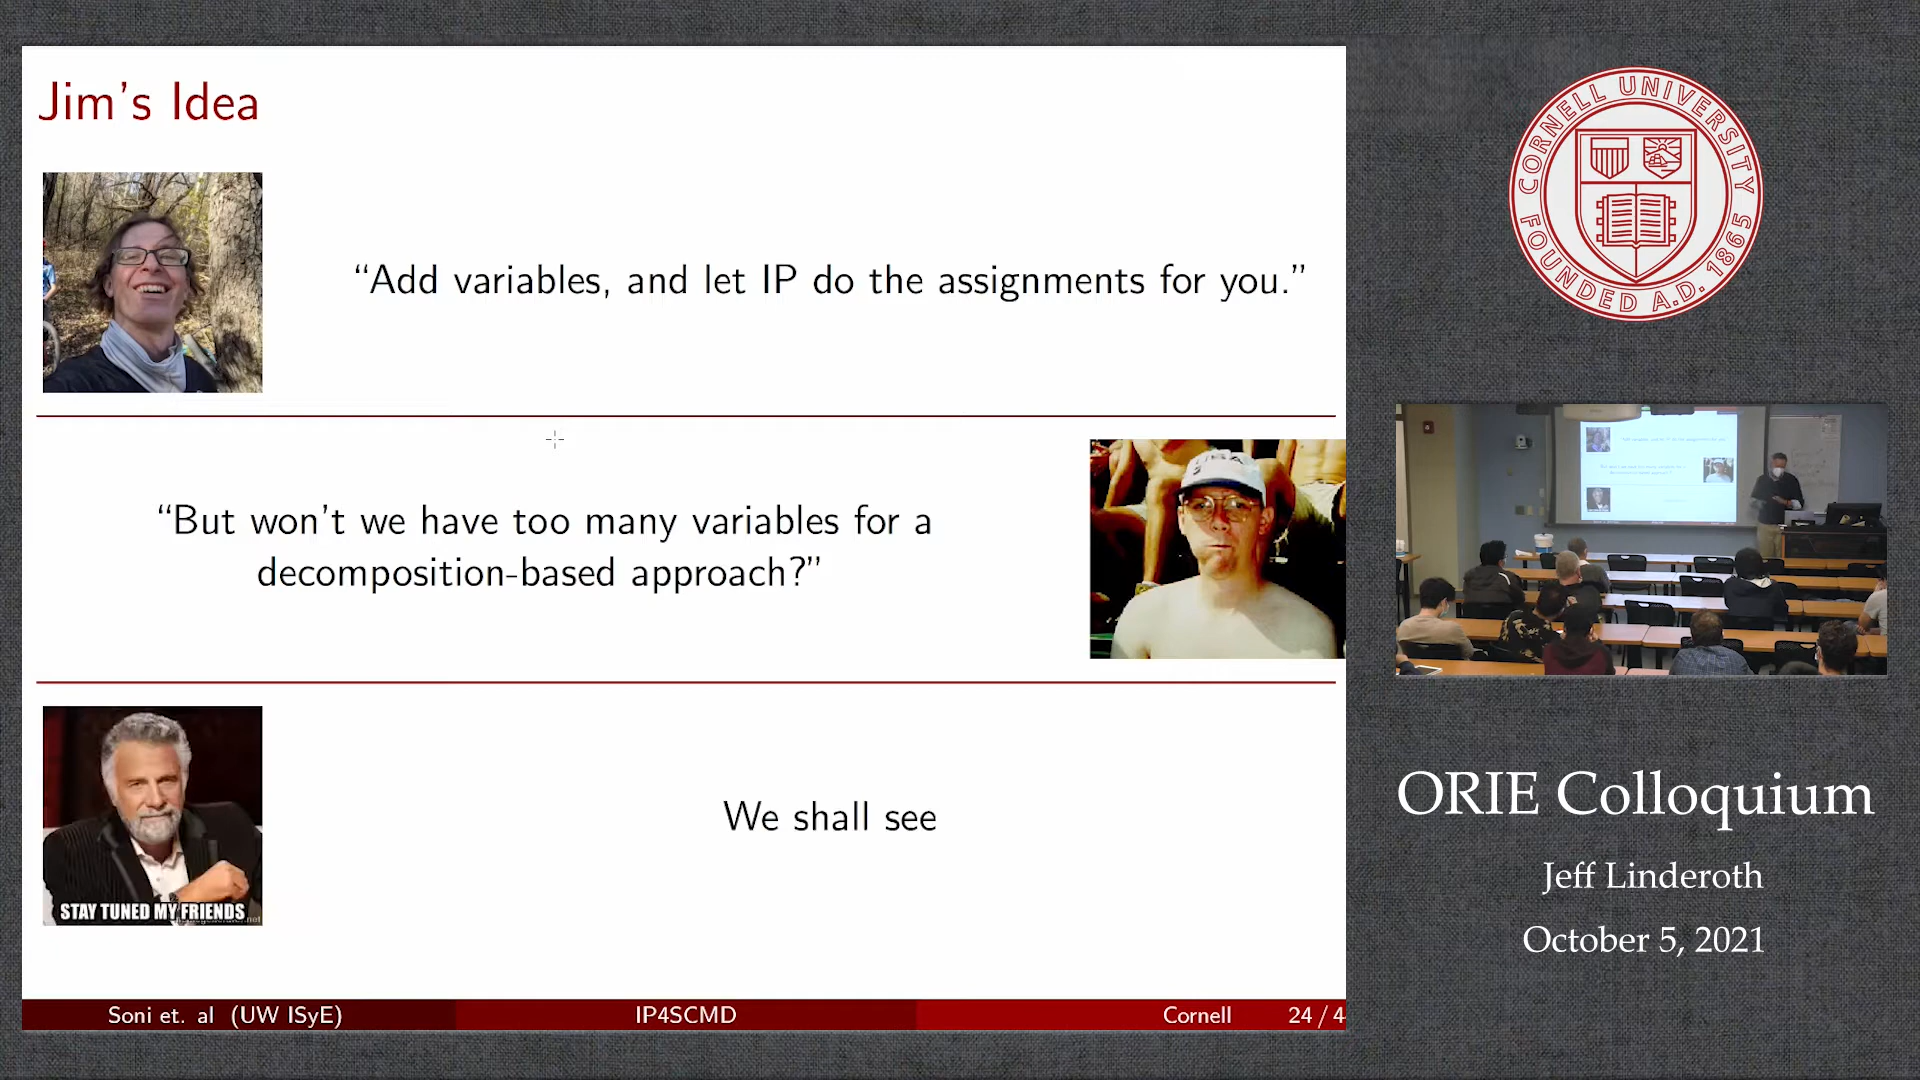 Jim's Idea
“Add variables, and let IP do the assignments for you.”
“But won't we have too many variables for a
decomposition-based approach?”
STAY TUNED MY FRIENDS
We shall see
Soni et. al (UW ISyE) IP4SCMD Cornell 24 / 4
CORNELL UNIVERSITY
FOUNDED A.D. 1865
ORIE Colloquium
Jeff Linderoth
October 5, 2021